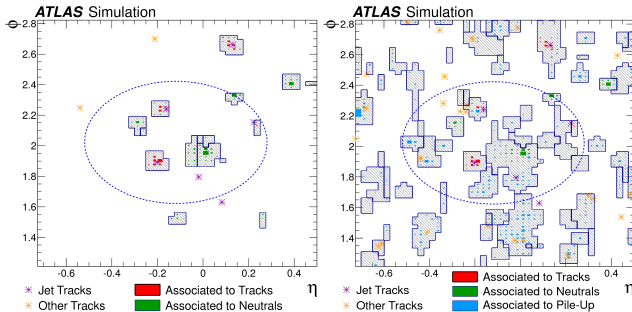 ATLAS Simulation
ϕ
2.8
2.6
2.4
2.2
2
1.8
1.6
1.4
-0.6 -0.4 -0.2 0 0.2 0.4
η
Jet Tracks
Other Tracks
Associated to Tracks
Associated to Neutrals
ATLAS Simulation
ϕ
2.8
2.6
2.4
2.2
2
1.8
1.6
1.4
-0.6 -0.4 -0.2 0 0.2 0.4
η
Jet Tracks
Other Tracks
Associated to Tracks
Associated to Neutrals
Associated to Pile-Up